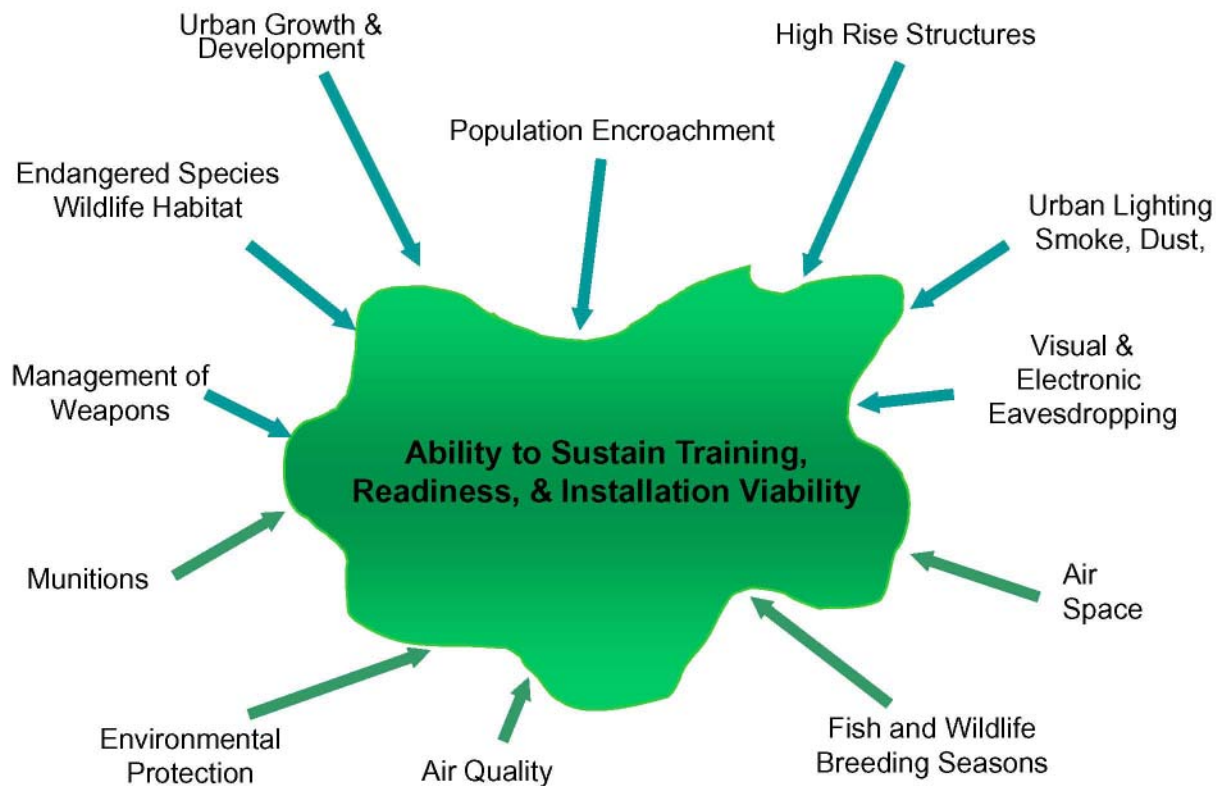 Urban Growth &
Development
High Rise Structures
Population Encroachment
Endangered Species
Wildlife Habitat
Urban Lighting
Smoke, Dust,
Visual &
Electronic
Eavesdropping
Management of
Weapons
Ability to Sustain Training,
Readiness, & Installation Viability
Munitions
Air
Space
Environmental
Protection
Air Quality
Fish and Wildlife
Breeding Seasons